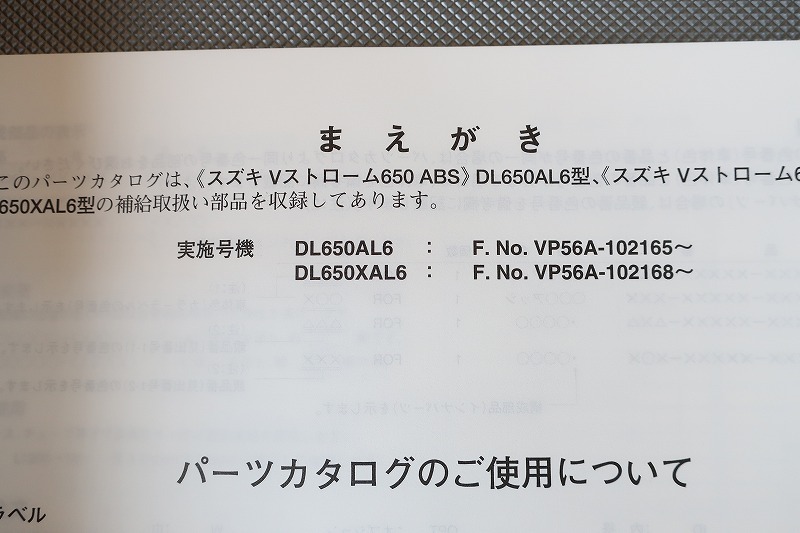 まえがき
このパーツカタログは、《スズキ Vストローム650 ABS》DL650AL6型、《スズキ Vストローム6
650XAL6型の補給取扱い部品を収録してあります。
実施号機 DL650AL6 : F. No. VP56A-102165〜
DL650XAL6 : F. No. VP56A-102168〜
パーツカタログのご使用について
ラベル